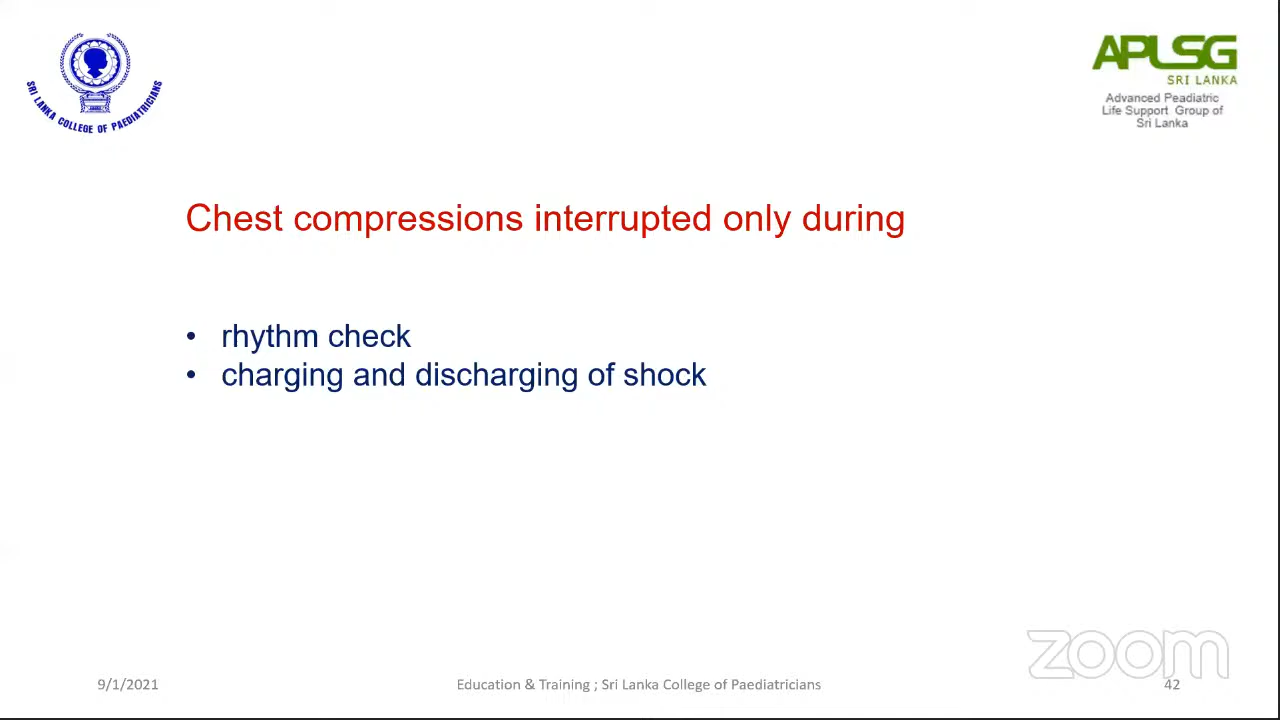 SRI LANKA COLLEGE OF PAEDIATRICIANS
APLSG
SRI LANKA
Advanced Peadiatric
Life Support Group of
Sri Lanka
Chest compressions interrupted only during
• rhythm check
• charging and discharging of shock
zoom
9/1/2021
Education & Training ; Sri Lanka College of Paediatricians
42